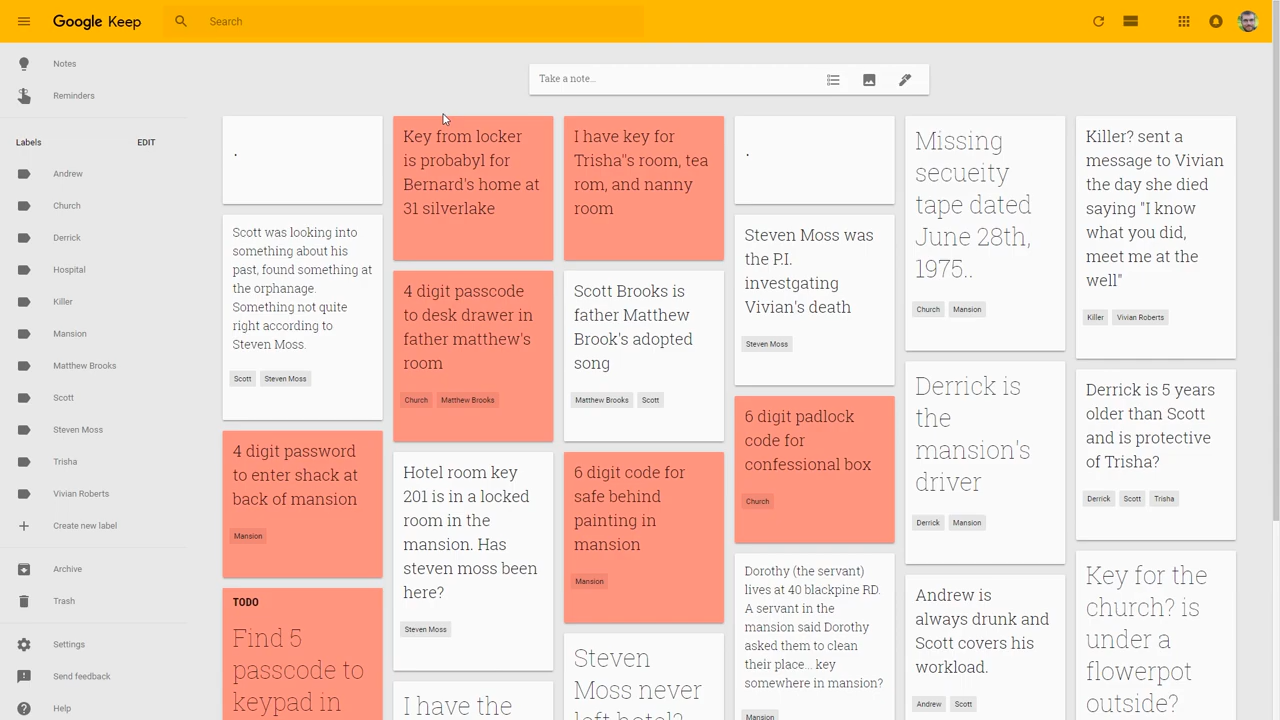 Google Keep
Search
Notes
Reminders
Labels
EDIT
Andrew
Church
Derrick
Hospital
Killer
Mansion
Matthew Brooks
Scott
Steven Moss
Trisha
Vivian Roberts
Create new label
Archive
Trash
Settings
Send feedback
Help
Take a note...
.
Scott was looking into
something about his
past, found something at
the orphanage.
Something not quite
right according to
Steven Moss.
Scott
Steven Moss
4 digit password
to enter shack at
back of mansion
Mansion
TODO
Find 5
passcode to
keypad in
Key from locker
is probabyl for
Bernard's home at
31 silverlake
4 digit passcode
to desk drawer in
father matthew's
room
Church
Matthew Brooks
Hotel room key
201 is in a locked
room in the
mansion. Has
steven moss been
here?
Steven Moss
I have the
I have key for
Trisha"s room, tea
rom, and nanny
room
Scott Brooks is
father Matthew
Brook's adopted
song
Matthew Brooks
Scott
6 digit code for
safe behind
painting in
mansion
Mansion
Steven
Moss never
left hotel?
.
Steven Moss was
the P.I.
investgating
Vivian's death
Steven Moss
6 digit padlock
code for
confessional box
Church
Dorothy (the servant)
lives at 40 blackpine RD.
A servant in the
mansion said Dorothy
asked them to clean
their place... key
somewhere in mansion?
Mansion
Missing
secueity
tape dated
June 28th,
1975..
Church
Mansion
Derrick is
the
mansion's
driver
Derrick
Mansion
Andrew is
always drunk and
Scott covers his
workload.
Andrew
Scott
Killer? sent a
message to Vivian
the day she died
saying "I know
what you did,
meet me at the
well"
Killer
Vivian Roberts
Derrick is 5 years
older than Scott
and is protective
of Trisha?
Derrick
Scott
Trisha
Key for the
church? is
under a
flowerpot
outside?